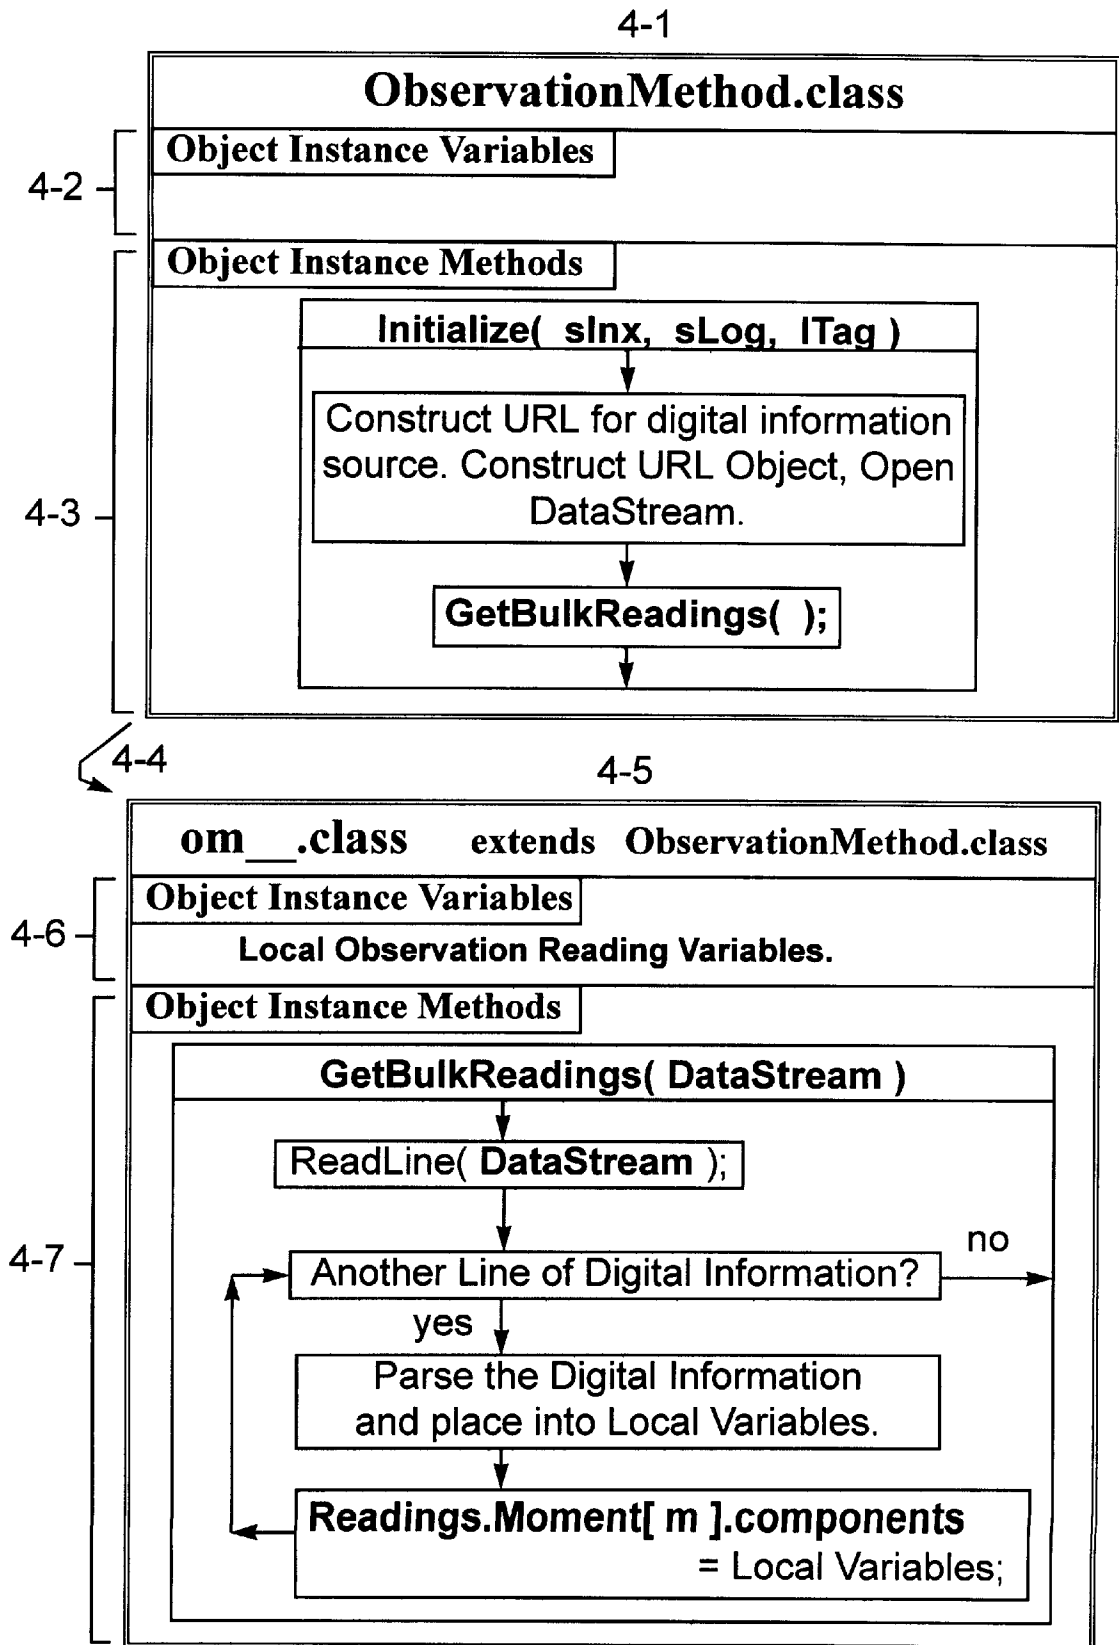 4-1
ObservationMethod.class
Object Instance Variables
4-2
Object Instance Methods
Initialize( sInx, sLog, lTag )
Construct URL for digital information
source. Construct URL Object, Open
DataStream.
4-3
GetBulkReadings( );
4-4
4-5
om__.class extends ObservationMethod.class
Object Instance Variables
4-6
Local Observation Reading Variables.
Object Instance Methods
GetBulkReadings( DataStream )
ReadLine( DataStream );
no
4-7
Another Line of Digital Information?
yes
Parse the Digital Information
and place into Local Variables.
Readings.Moment[ m ].components
= Local Variables;